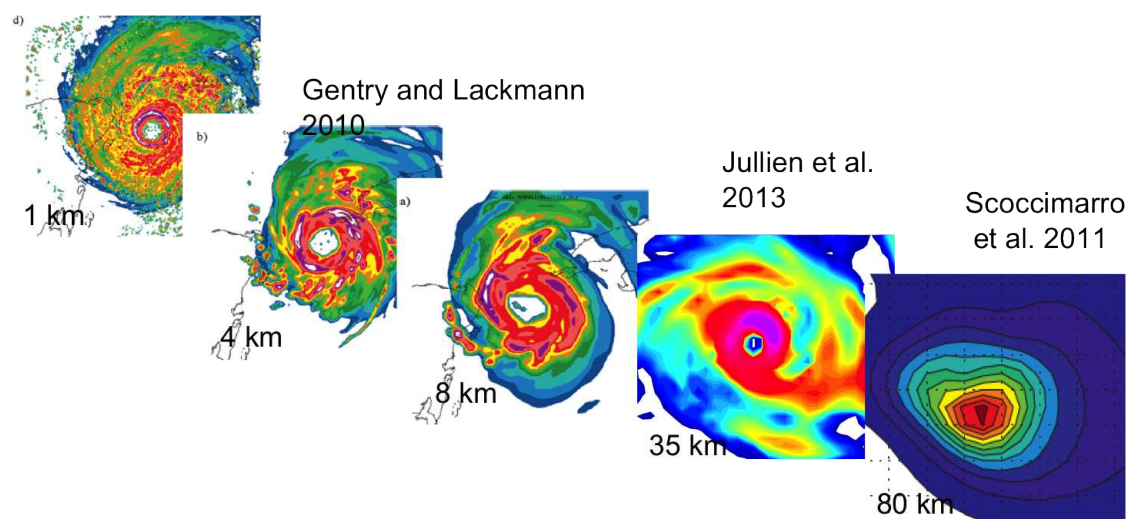 d)
1 km
Gentry and Lackmann
2010
b)
4 km
a)
8 km
Jullien et al.
2013
35 km
Scoccimarro
et al. 2011
80 km